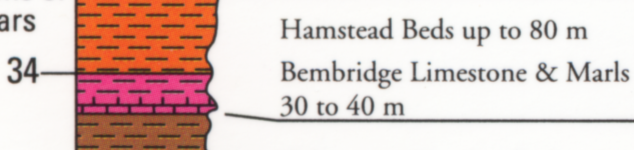 ars
Hamstead Beds up to 80 m
34
Bembridge Limestone & Marls
30 to 40 m